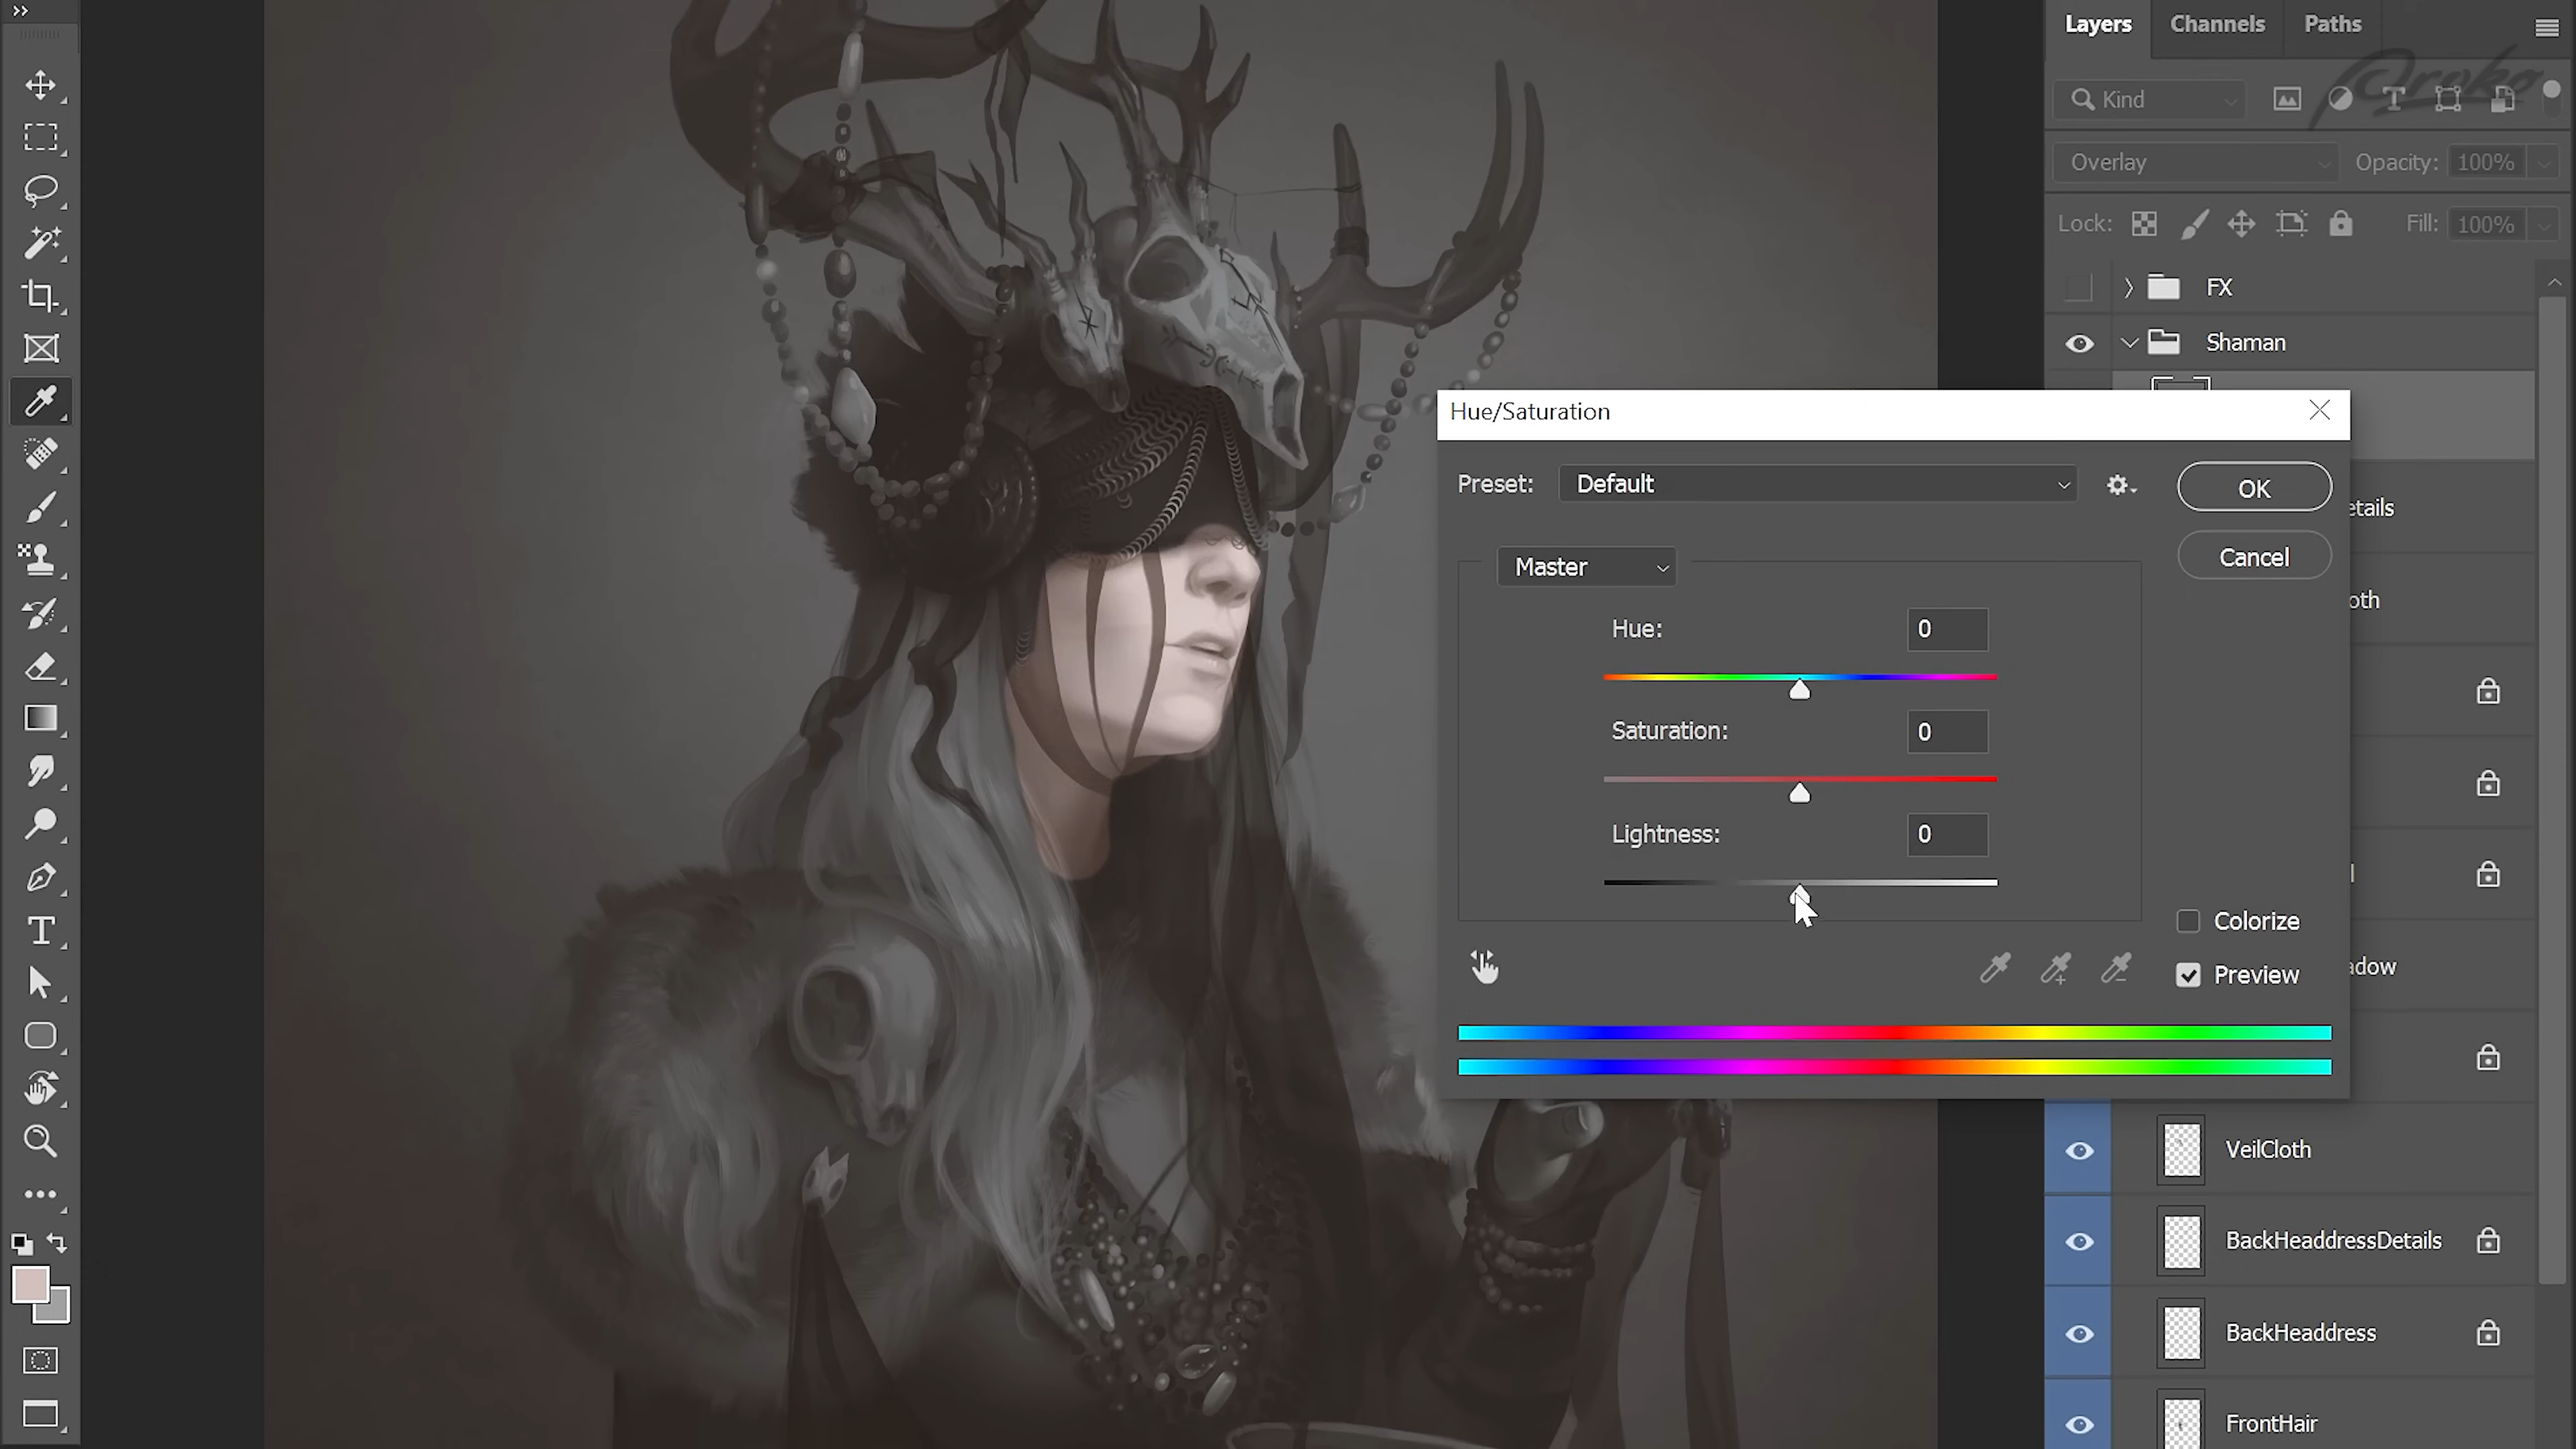 Layers Channels Paths
Proko
Kind
Overlay Opacity: 100%
Lock: Fill: 100%
FX
Shaman
Hue/Saturation
Preset: Default OK
Cancel
Master
Hue: 0
Saturation: 0
Lightness: 0
Colorize
Preview
etails
oth
l
adow
VeilCloth
BackHeaddressDetails
BackHeaddress
FrontHair